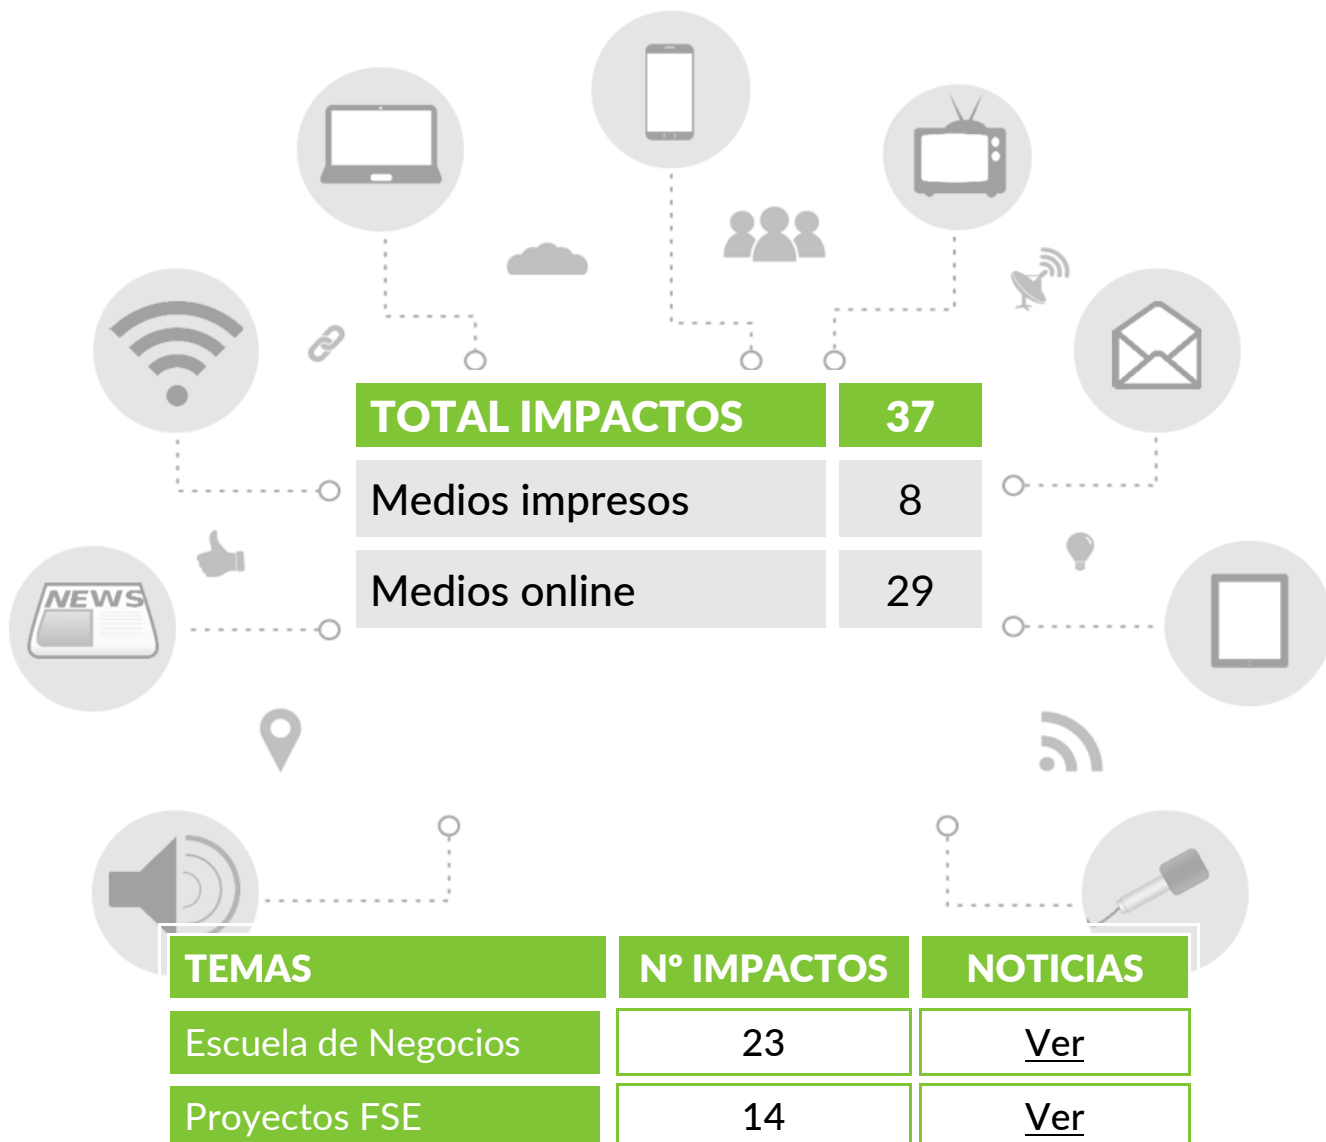 TOTAL IMPACTOS 37
Medios impresos 8
Medios online 29
NEWS
TEMAS Nº IMPACTOS NOTICIAS
Escuela de Negocios 23 Ver
Proyectos FSE 14 Ver